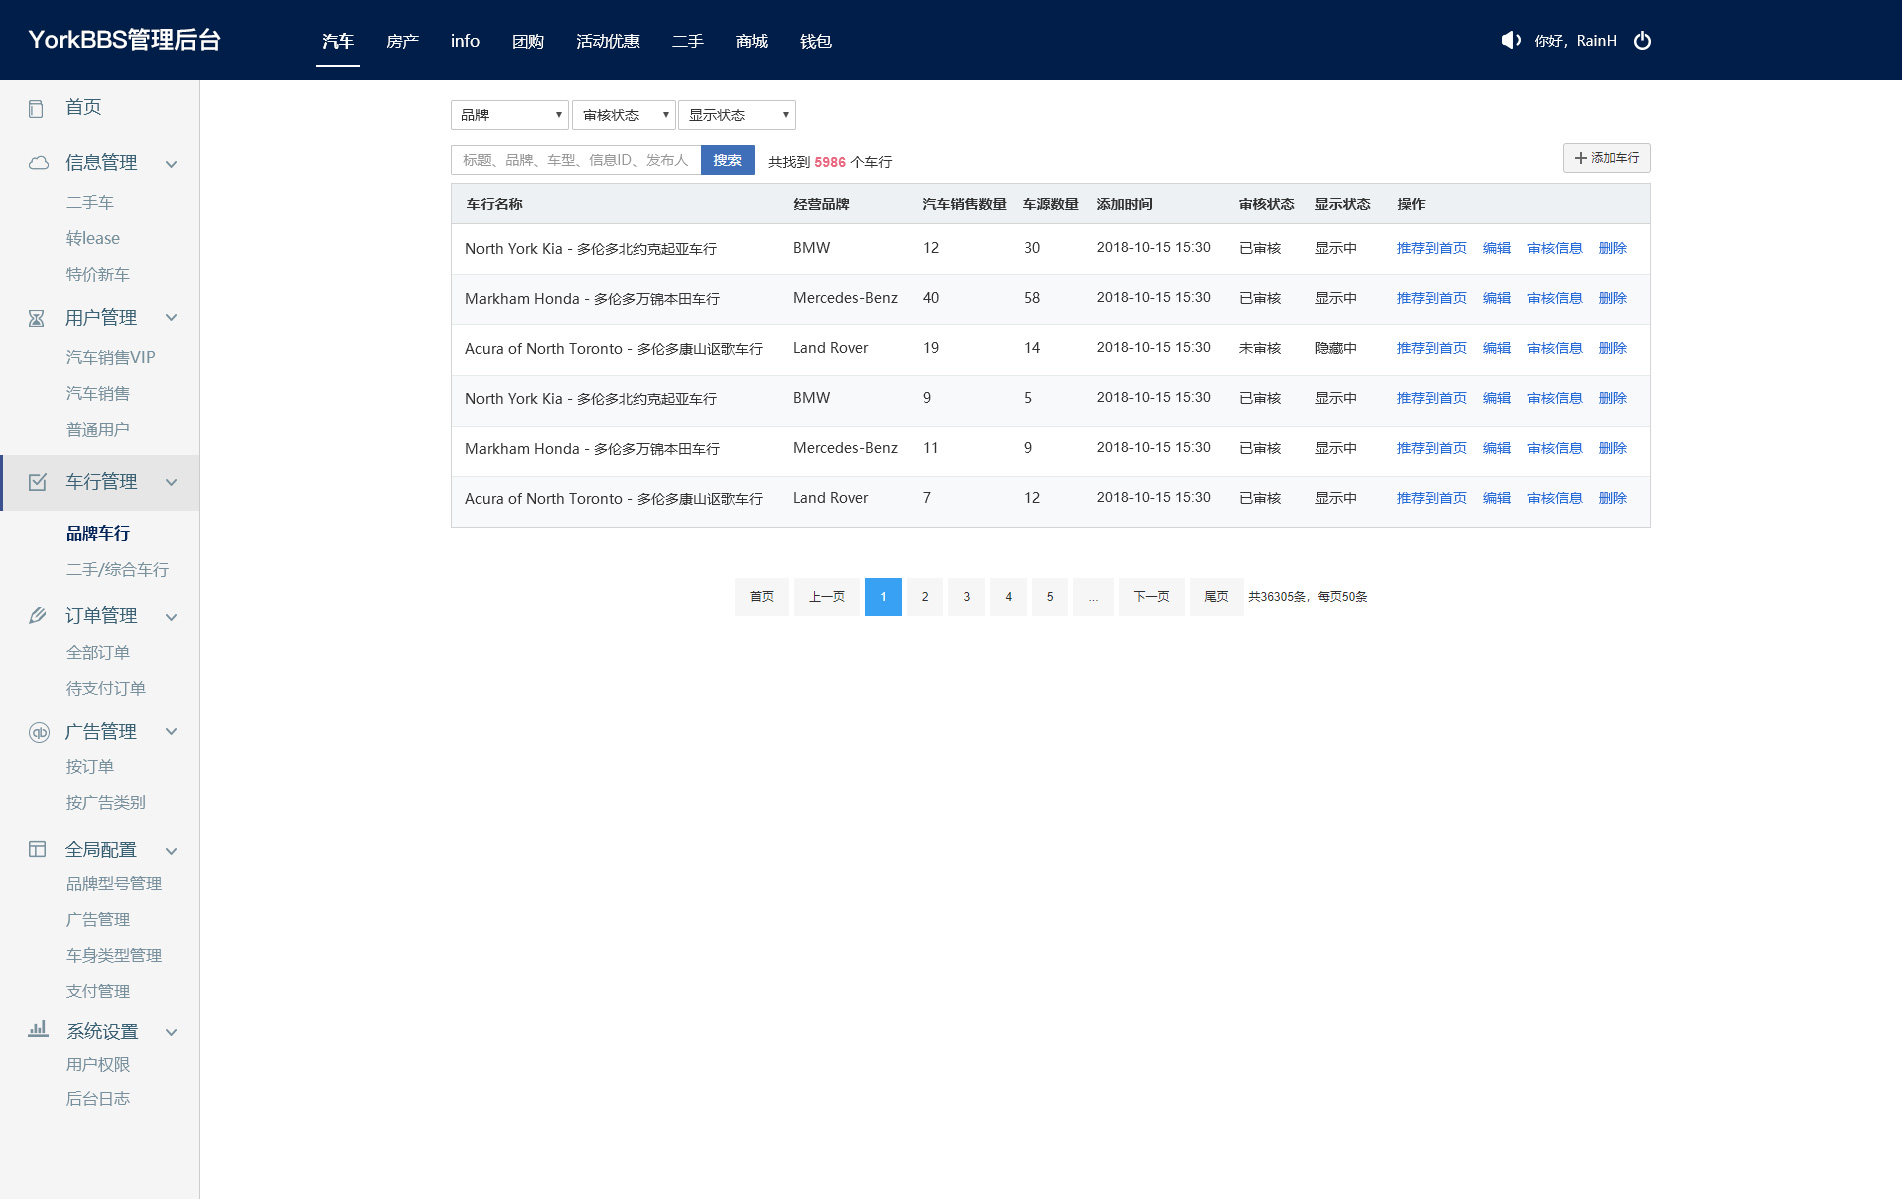 YorkBBS管理后台
汽车 房产 info 团购 活动优惠 二手 商城 钱包
你好，RainH
首页
信息管理
二手车
转lease
特价新车
用户管理
汽车销售VIP
汽车销售
普通用户
车行管理
品牌车行
二手/综合车行
订单管理
全部订单
待支付订单
广告管理
按订单
按广告类别
全局配置
品牌型号管理
广告管理
车身类型管理
支付管理
系统设置
用户权限
后台日志
品牌 审核状态 显示状态
标题、品牌、车型、信息ID、发布人 搜索 共找到 5986 个车行 添加车行
车行名称 经营品牌 汽车销售数量 车源数量 添加时间 审核状态 显示状态 操作
North York Kia - 多伦多北约克起亚车行 BMW 12 30 2018-10-15 15:30 已审核 显示中 推荐到首页 编辑 审核信息 删除
Markham Honda - 多伦多万锦本田车行 Mercedes-Benz 40 58 2018-10-15 15:30 已审核 显示中 推荐到首页 编辑 审核信息 删除
Acura of North Toronto - 多伦多康山讴歌车行 Land Rover 19 14 2018-10-15 15:30 未审核 隐藏中 推荐到首页 编辑 审核信息 删除
North York Kia - 多伦多北约克起亚车行 BMW 9 5 2018-10-15 15:30 已审核 显示中 推荐到首页 编辑 审核信息 删除
Markham Honda - 多伦多万锦本田车行 Mercedes-Benz 11 9 2018-10-15 15:30 已审核 显示中 推荐到首页 编辑 审核信息 删除
Acura of North Toronto - 多伦多康山讴歌车行 Land Rover 7 12 2018-10-15 15:30 已审核 显示中 推荐到首页 编辑 审核信息 删除
首页 上一页 1 2 3 4 5 ... 下一页 尾页 共36305条，每页50条